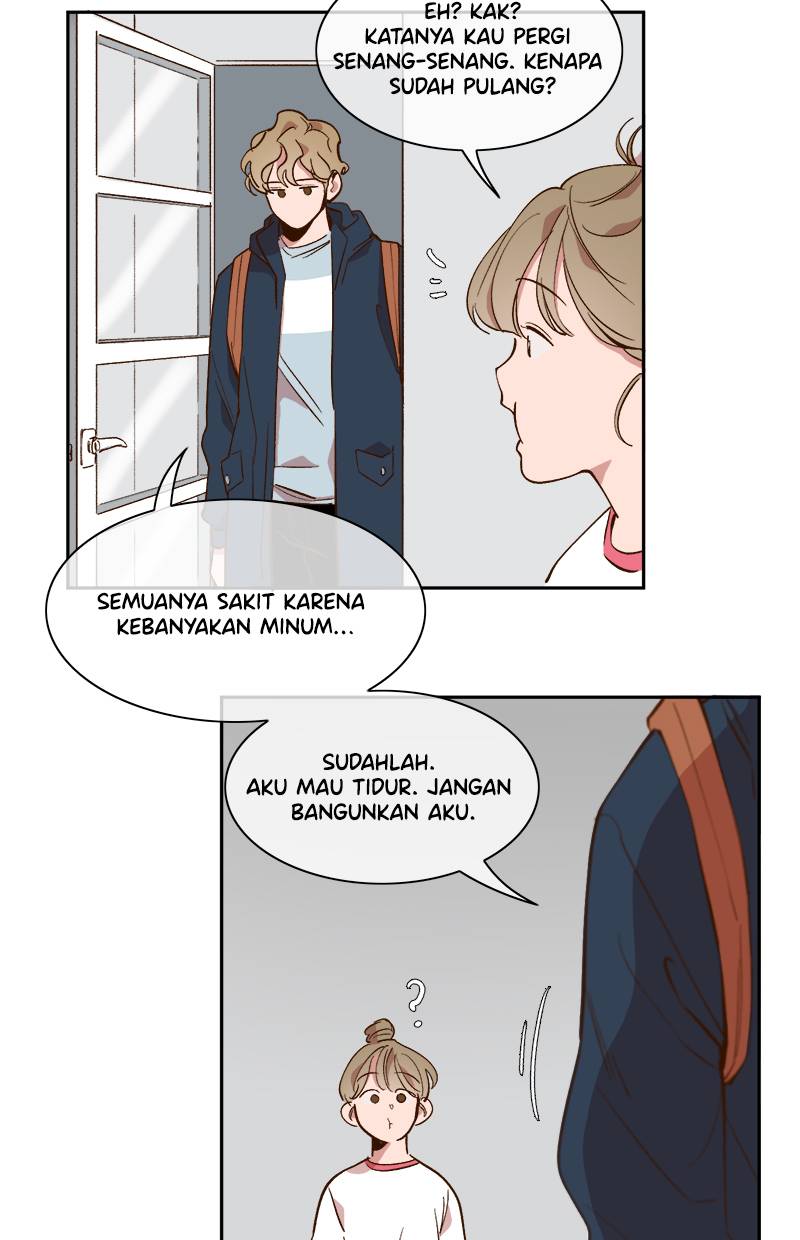 EH? KAK?
KATANYA KAU PERGI
SENANG-SENANG. KENAPA
SUDAH PULANG?
SEMUANYA SAKIT KARENA
KEBANYAKAN MINUM...
SUDAHLAH.
AKU MAU TIDUR. JANGAN
BANGUNKAN AKU.
?